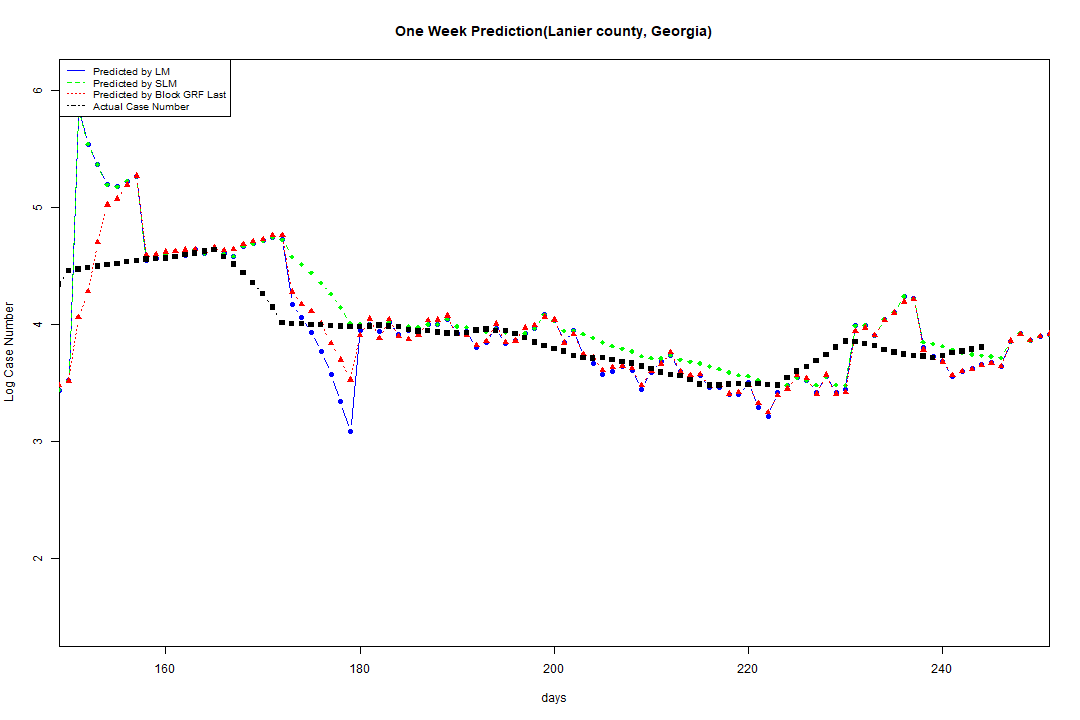 One Week Prediction(Lanier county, Georgia)
Predicted by LM
Predicted by SLM
Predicted by Block GRF Last
Actual Case Number
6
5
4
3
2
Log Case Number
160 180 200 220 240
days